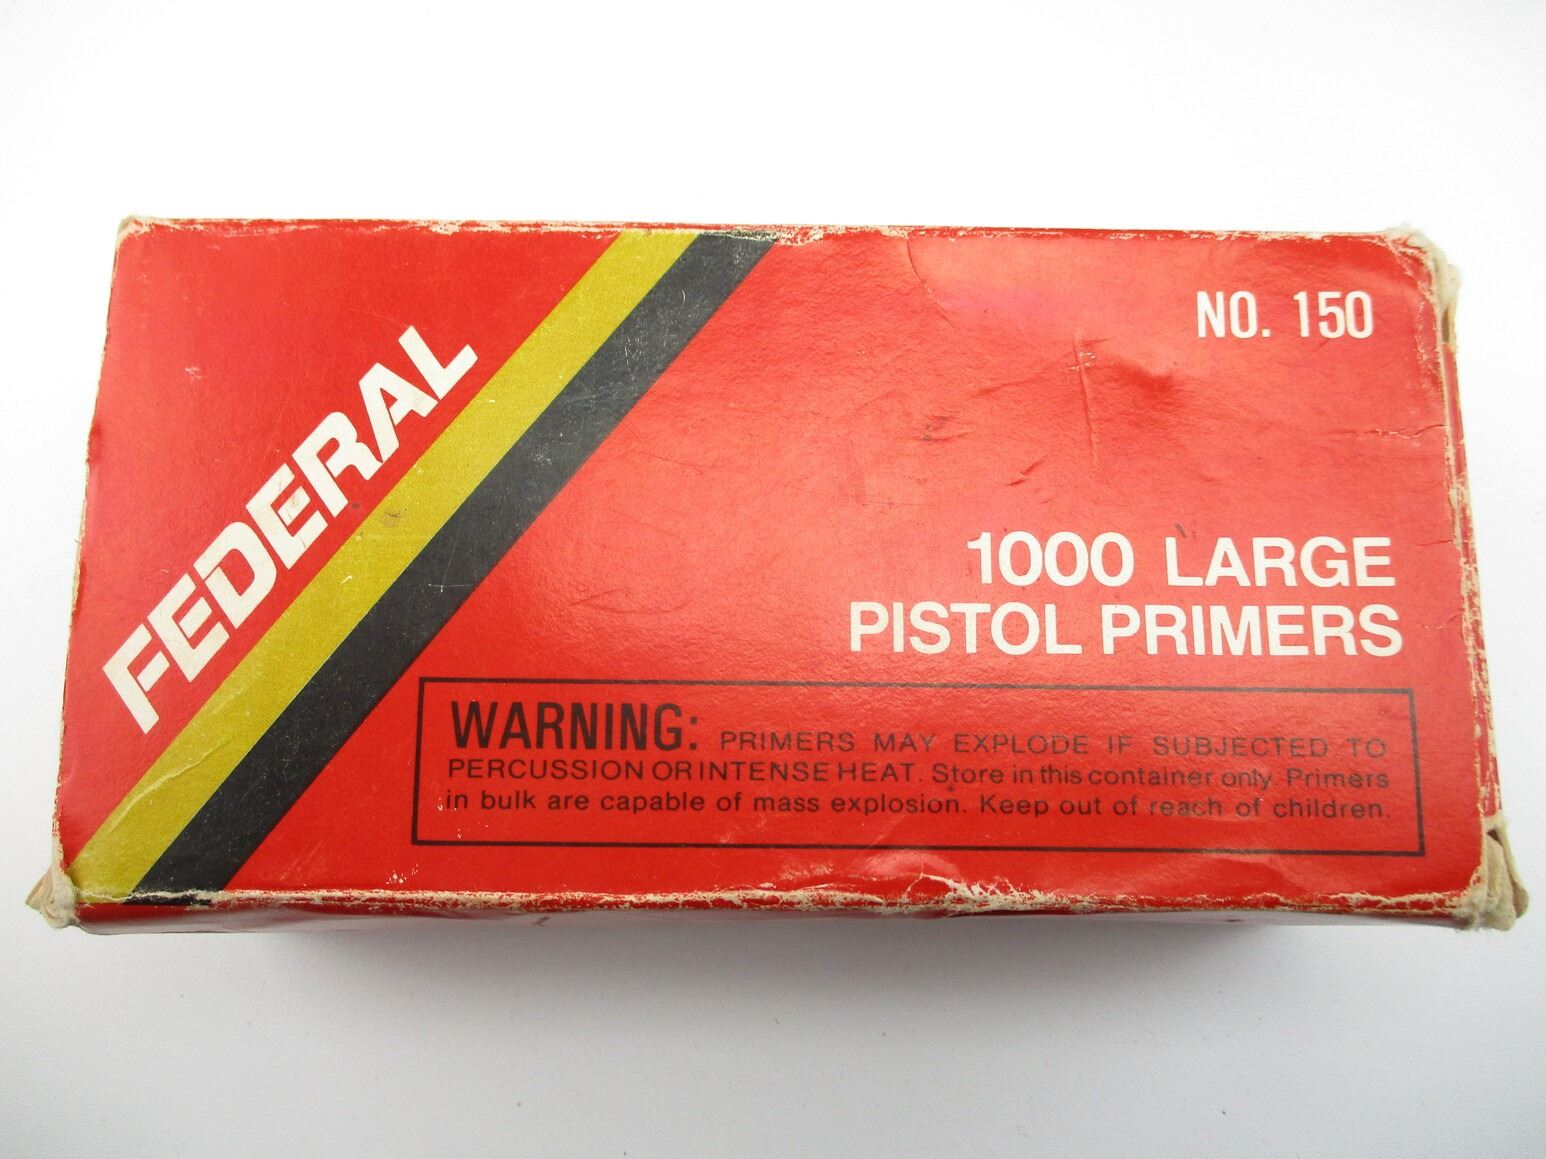 FEDERAL
NO. 150
1000 LARGE
PISTOL PRIMERS
WARNING: PRIMERS MAY EXPLODE IF SUBJECTED TO
PERCUSSION OR INTENSE HEAT. Store in this container only. Primers
in bulk are capable of mass explosion. Keep out of reach of children.